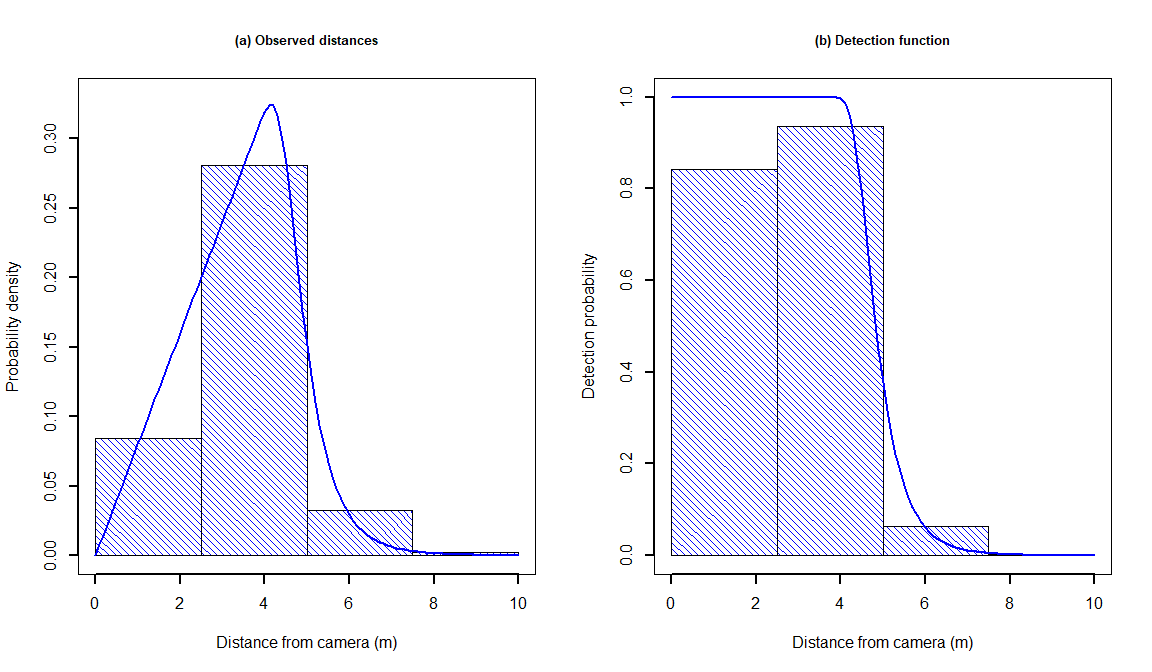 (a) Observed distances
Probability density
0.30
0.25
0.20
0.15
0.10
0.05
0.00
0 2 4 6 8 10
Distance from camera (m)
(b) Detection function
Detection probability
1.0
0.8
0.6
0.4
0.2
0.0
0 2 4 6 8 10
Distance from camera (m)